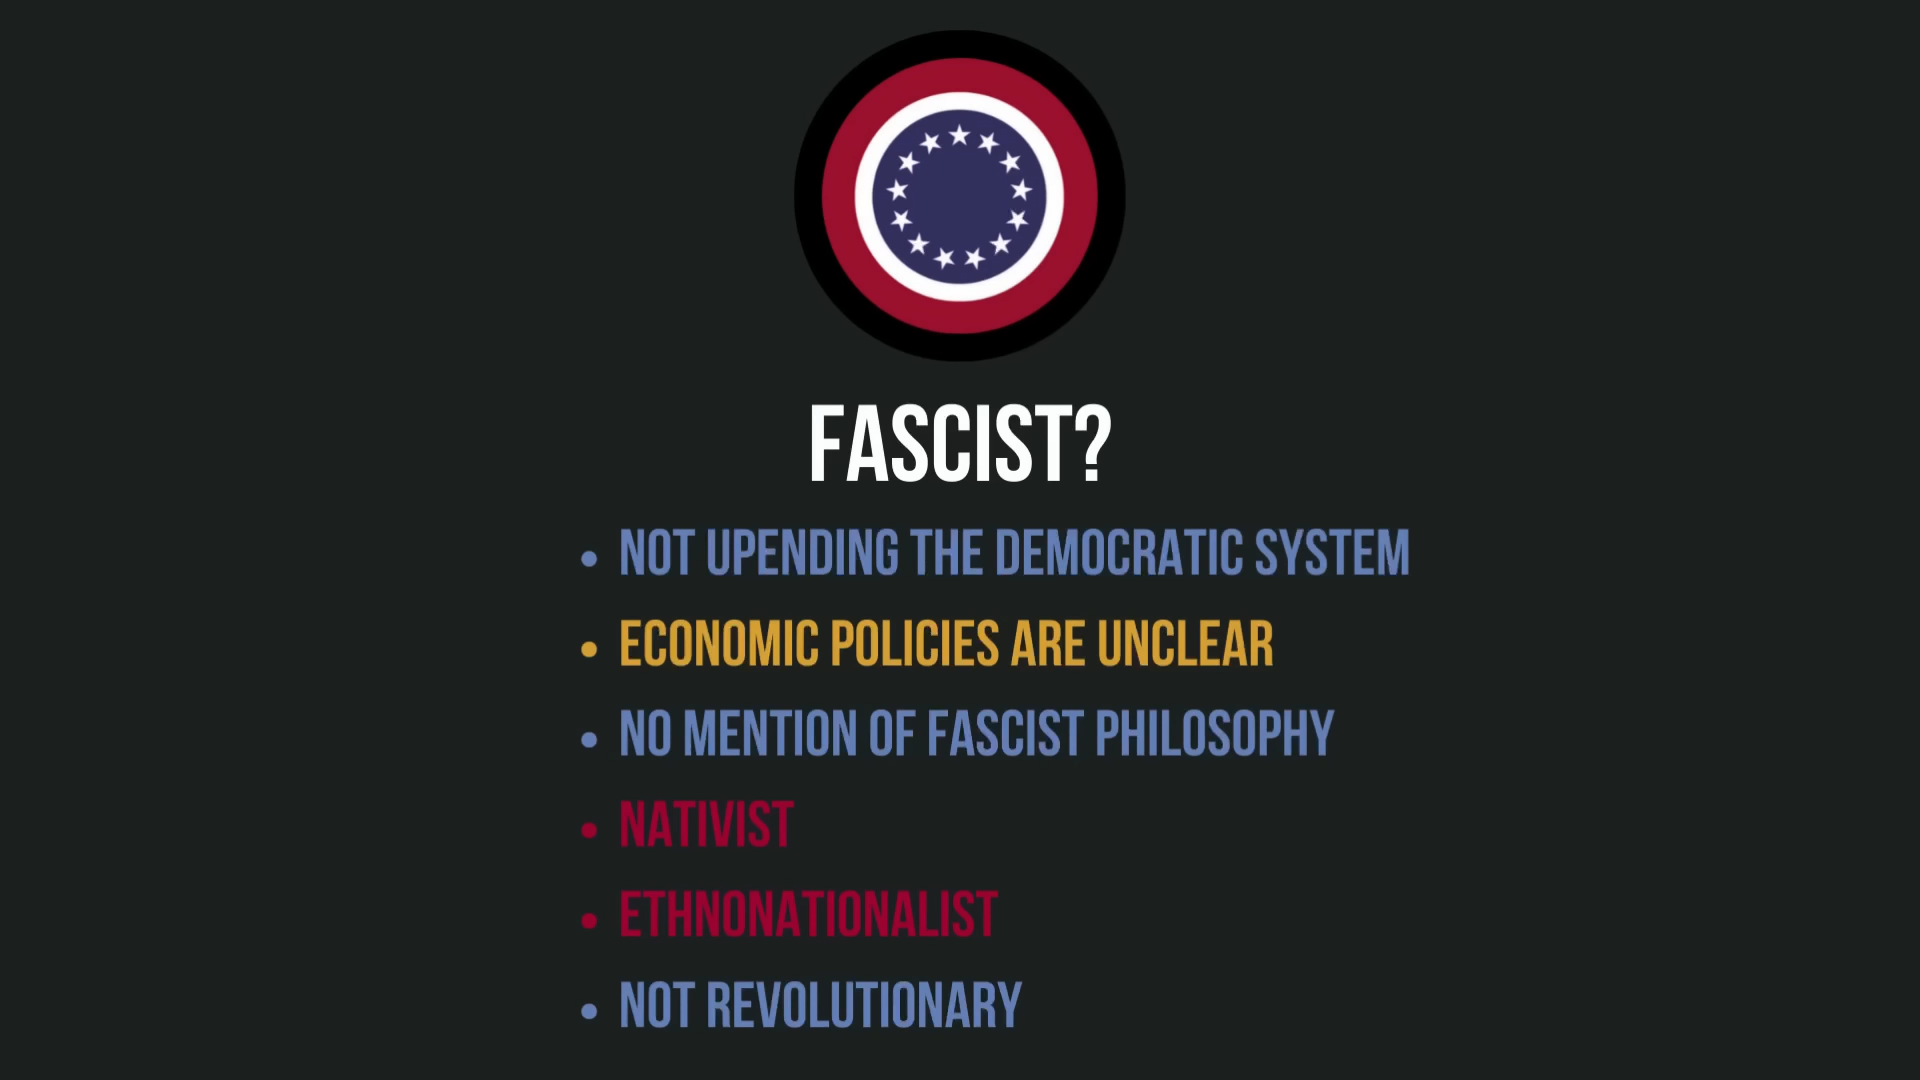 FASCIST?
• NOT UPENDING THE DEMOCRATIC SYSTEM
• ECONOMIC POLICIES ARE UNCLEAR
• NO MENTION OF FASCIST PHILOSOPHY
• NATIVIST
• ETHNONATIONALIST
• NOT REVOLUTIONARY